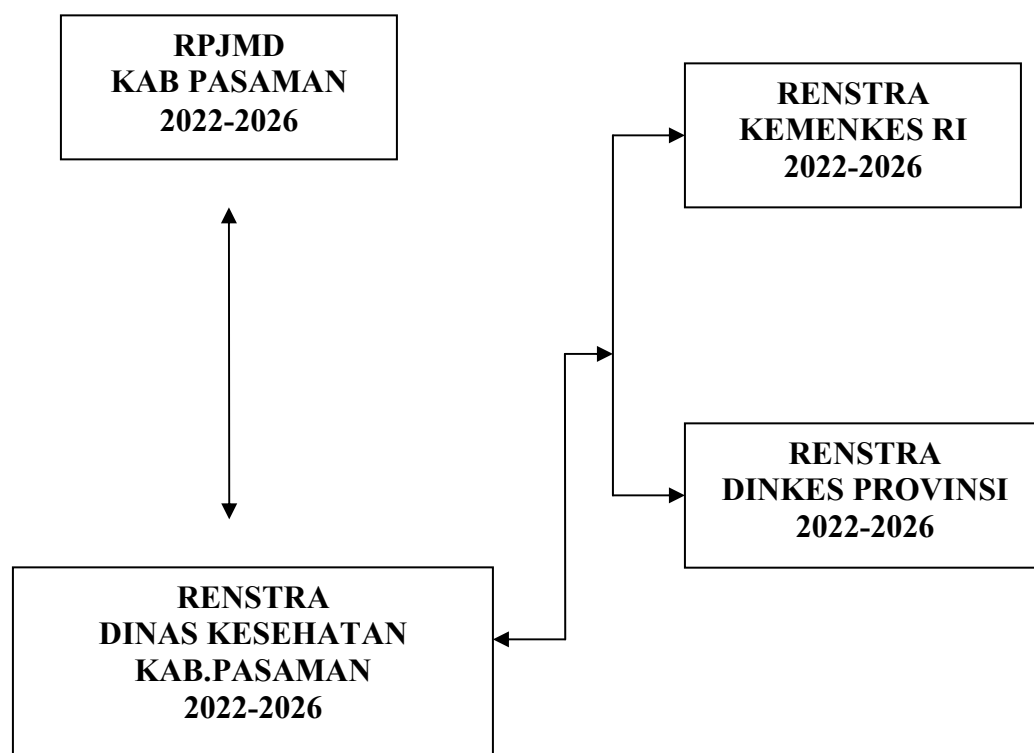 RPJMD
KAB PASAMAN
2022-2026
RENSTRA
KEMENKES RI
2022-2026
RENSTRA
DINKES PROVINSI
2022-2026
RENSTRA
DINAS KESEHATAN
KAB.PASAMAN
2022-2026